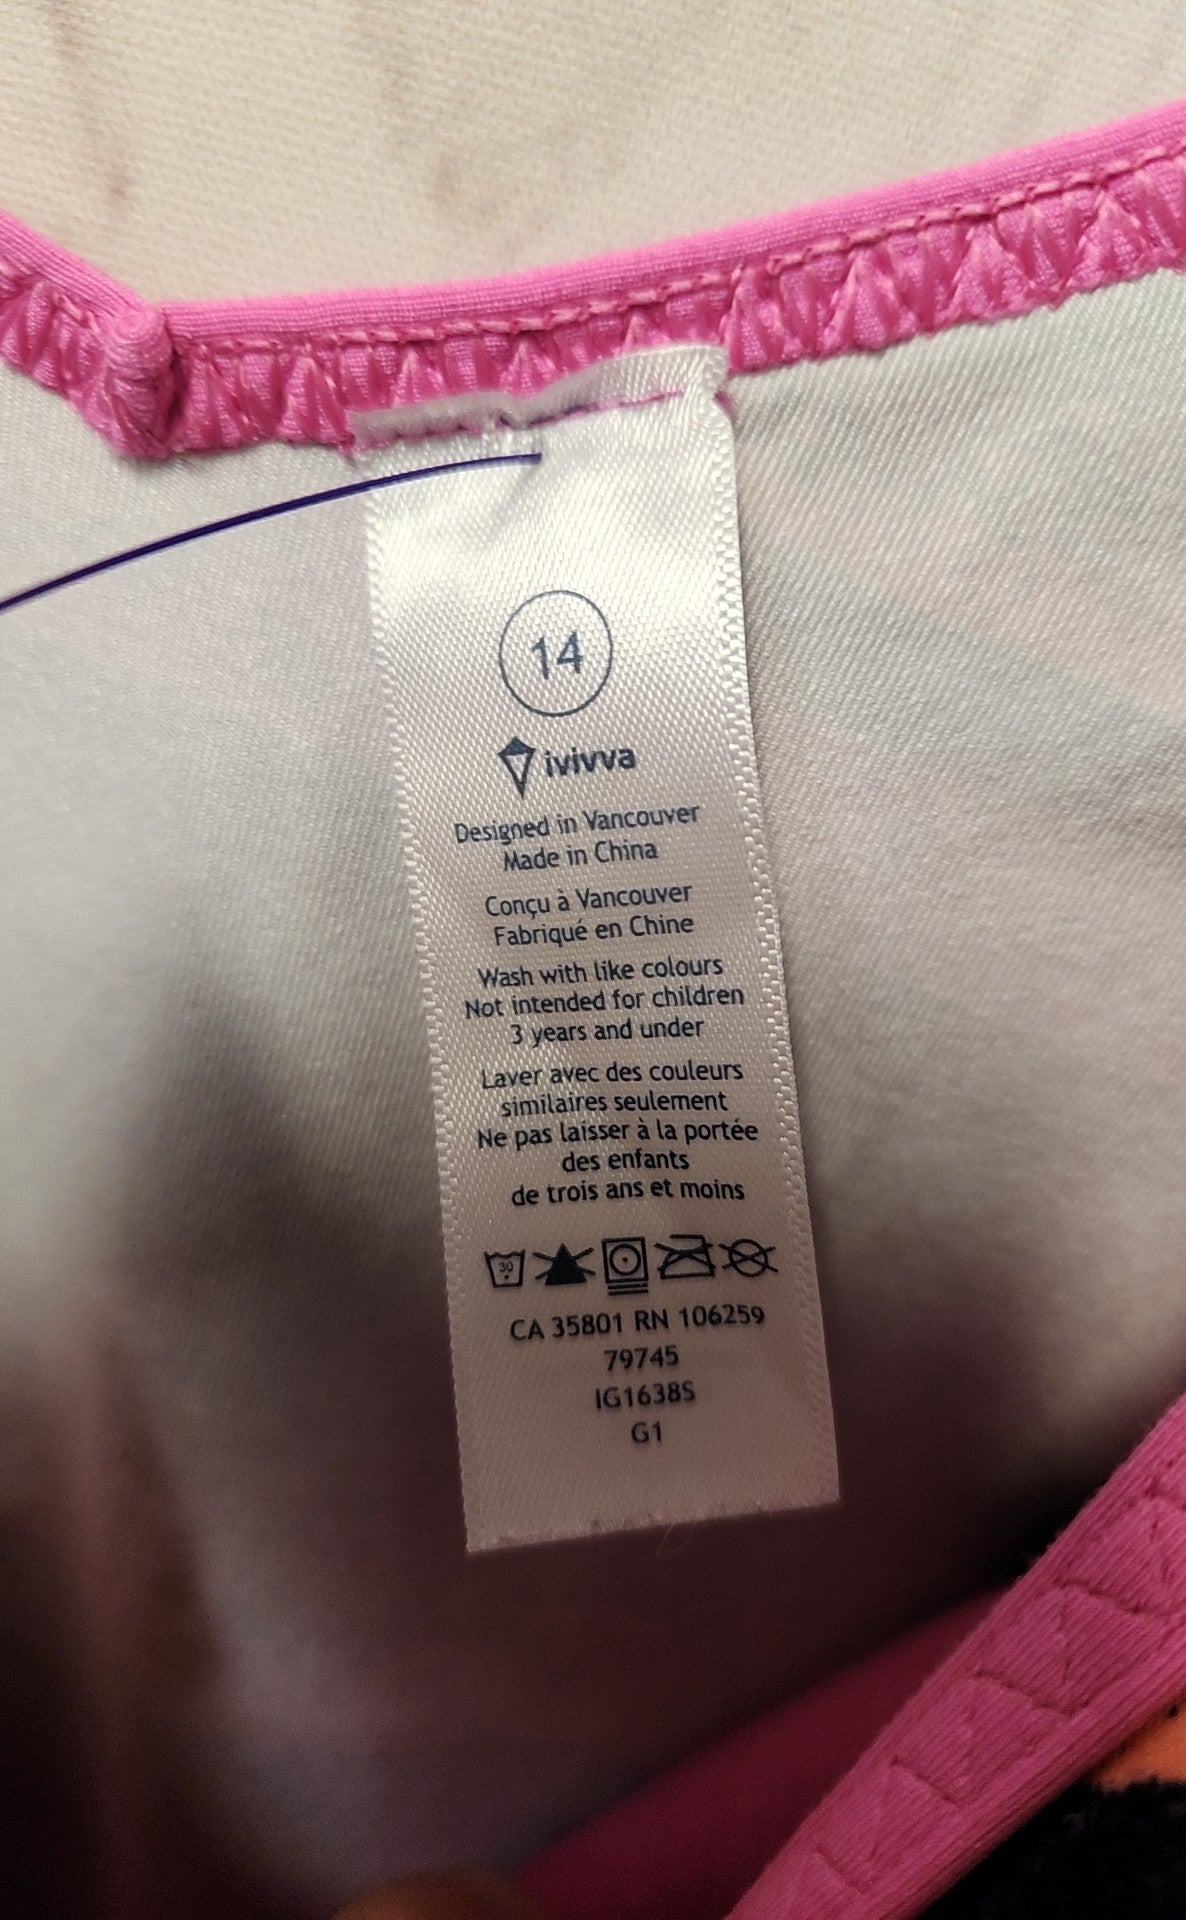 14
ivivva
Designed in Vancouver
Made in China
Conçu à Vancouver
Fabriqué en Chine
Wash with like colours
Not intended for children
3 years and under
Laver avec des couleurs
similaires seulement
Ne pas laisser à la portée
des enfants
de trois ans et moins
30
CA 35801 RN 106259
79745
IG1638S
G1